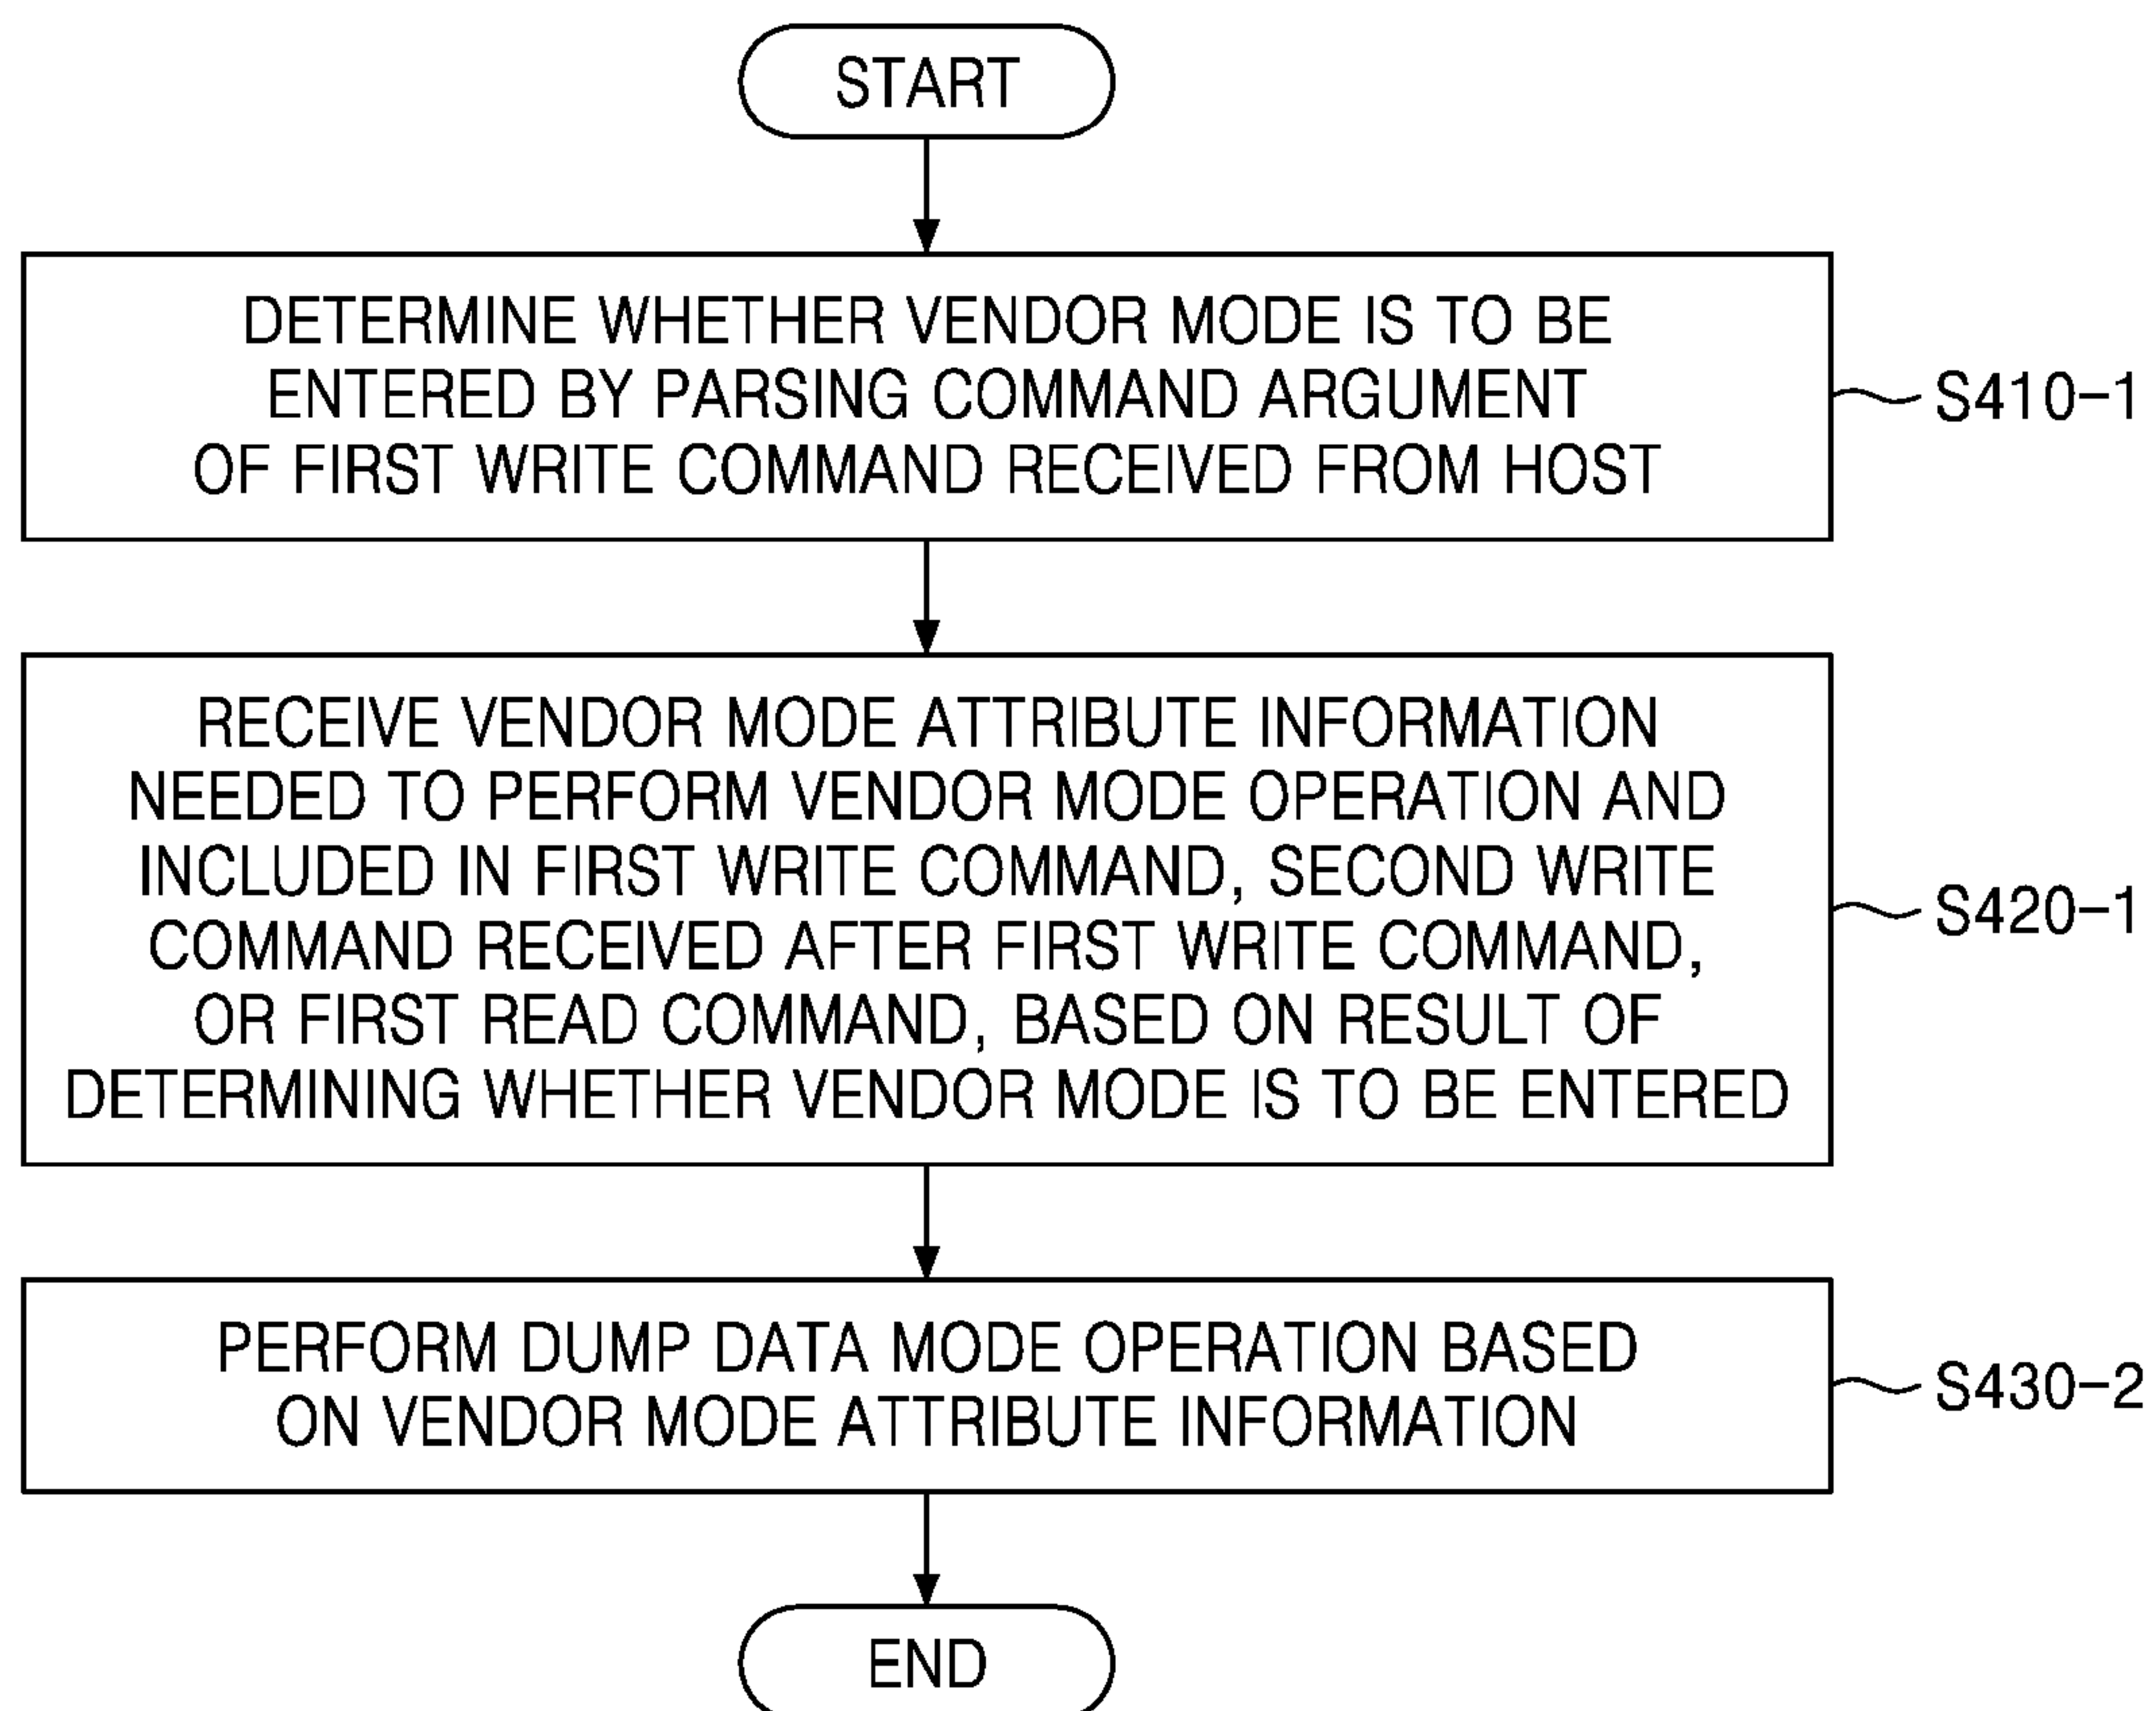 START
DETERMINE WHETHER VENDOR MODE IS TO BE
ENTERED BY PARSING COMMAND ARGUMENT
OF FIRST WRITE COMMAND RECEIVED FROM HOST
S410-1
RECEIVE VENDOR MODE ATTRIBUTE INFORMATION
NEEDED TO PERFORM VENDOR MODE OPERATION AND
INCLUDED IN FIRST WRITE COMMAND, SECOND WRITE
COMMAND RECEIVED AFTER FIRST WRITE COMMAND,
OR FIRST READ COMMAND, BASED ON RESULT OF
DETERMINING WHETHER VENDOR MODE IS TO BE ENTERED
S420-1
PERFORM DUMP DATA MODE OPERATION BASED
ON VENDOR MODE ATTRIBUTE INFORMATION
S430-2
END